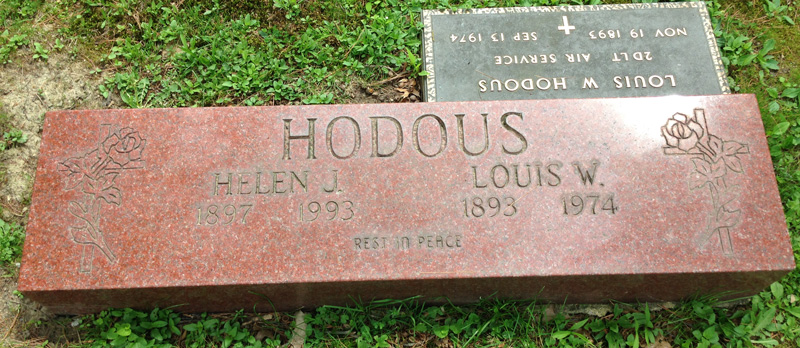 HODOUS
HELEN J. LOUIS W.
1897 1993 1893 1974
REST IN PEACE
LOUIS W HODOUS
2D LT AIR SERVICE
NOV 19 1893 SEP 13 1974